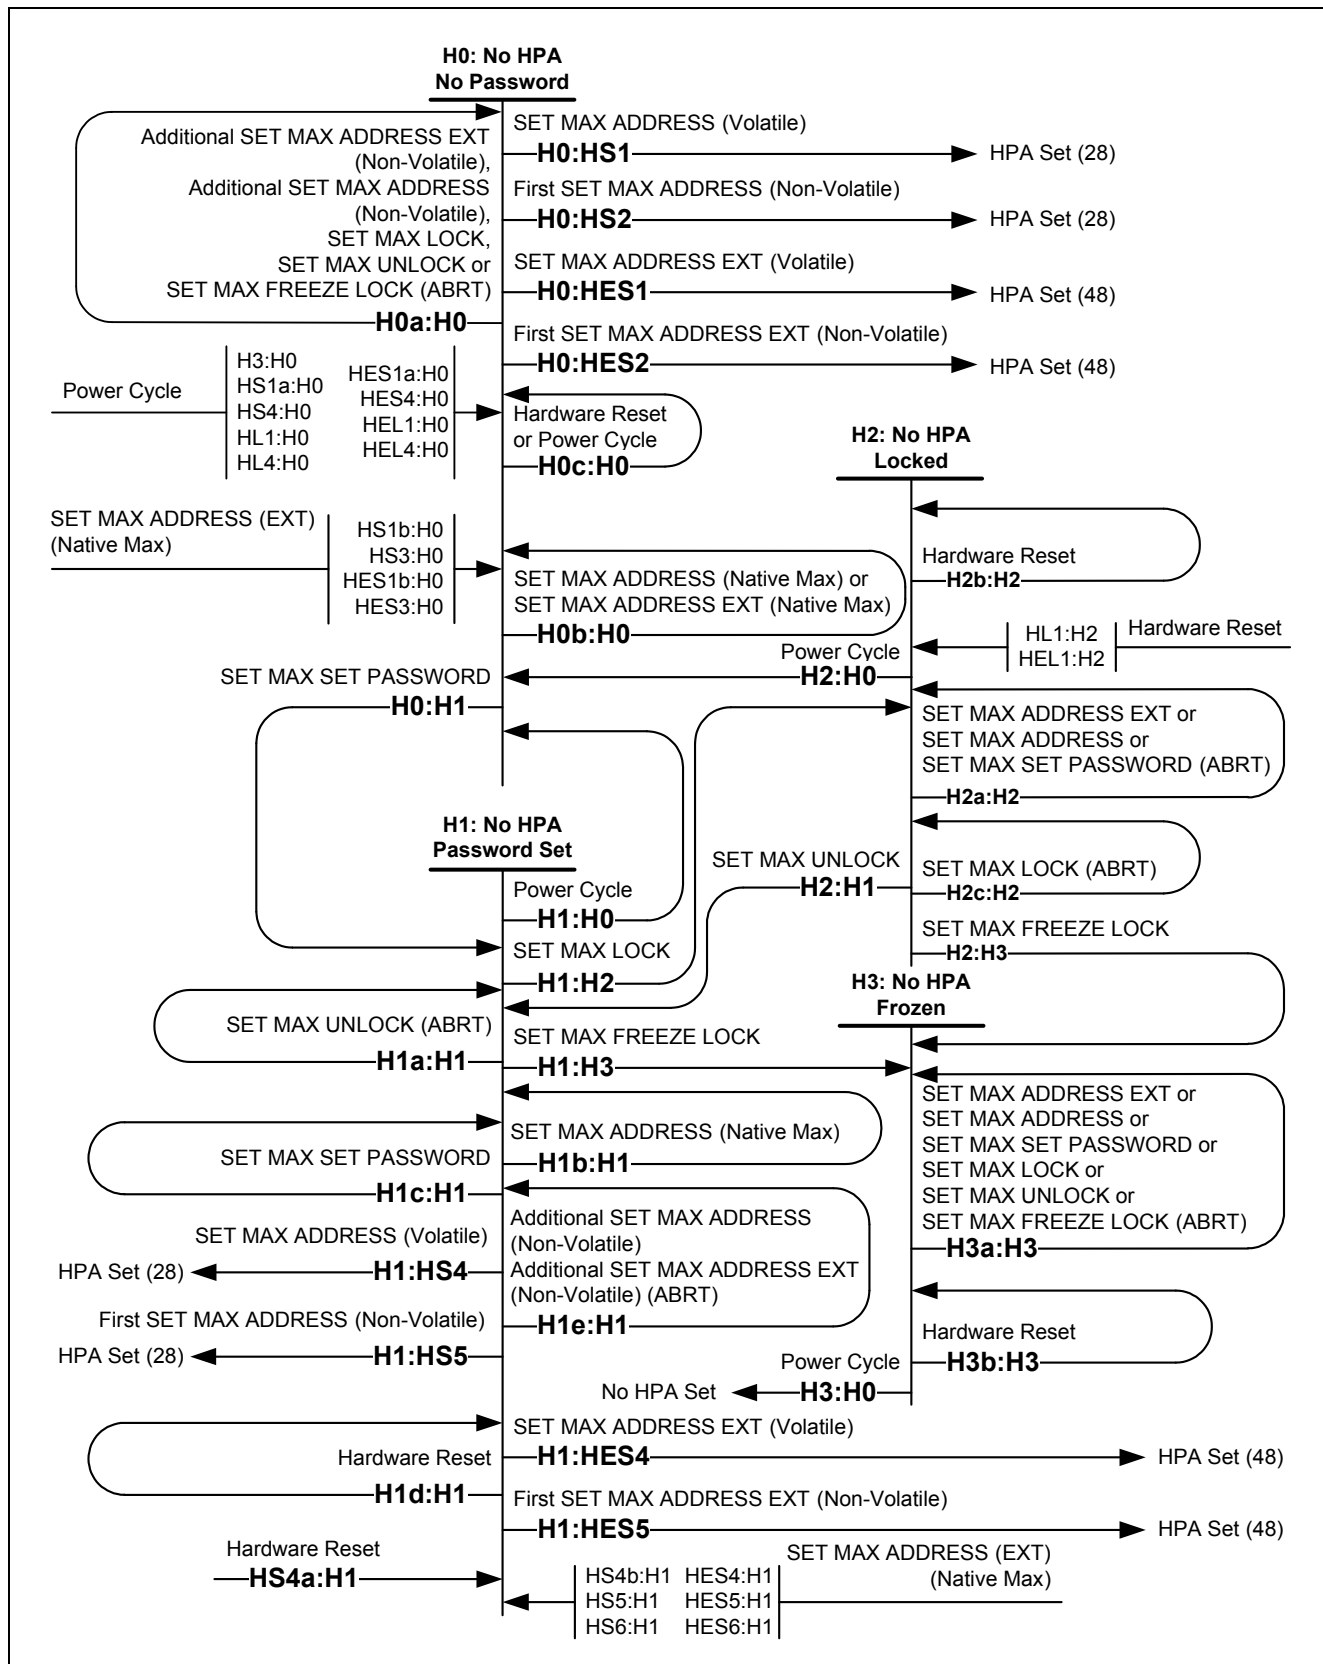 H0: No HPA
No Password
Additional SET MAX ADDRESS EXT
(Non-Volatile),
Additional SET MAX ADDRESS
(Non-Volatile),
SET MAX LOCK,
SET MAX UNLOCK or
SET MAX FREEZE LOCK (ABRT)
H0a:H0
SET MAX ADDRESS (Volatile)
H0:HS1
HPA Set (28)
First SET MAX ADDRESS (Non-Volatile)
H0:HS2
HPA Set (28)
SET MAX ADDRESS EXT (Volatile)
H0:HES1
HPA Set (48)
First SET MAX ADDRESS EXT (Non-Volatile)
H0:HES2
HPA Set (48)
Power Cycle
H3:H0
HS1a:H0
HS4:H0
HL1:H0
HL4:H0
HES1a:H0
HES4:H0
HEL1:H0
HEL4:H0
Hardware Reset
or Power Cycle
H0c:H0
H2: No HPA
Locked
SET MAX ADDRESS (EXT)
(Native Max)
HS1b:H0
HS3:H0
HES1b:H0
HES3:H0
SET MAX ADDRESS (Native Max) or
SET MAX ADDRESS EXT (Native Max)
H0b:H0
Hardware Reset
H2b:H2
HL1:H2
HEL1:H2
Hardware Reset
Power Cycle
H2:H0
SET MAX SET PASSWORD
H0:H1
SET MAX ADDRESS EXT or
SET MAX ADDRESS or
SET MAX SET PASSWORD (ABRT)
H2a:H2
H1: No HPA
Password Set
SET MAX UNLOCK
H2:H1
SET MAX LOCK (ABRT)
H2c:H2
Power Cycle
H1:H0
SET MAX FREEZE LOCK
H2:H3
SET MAX LOCK
H1:H2
H3: No HPA
Frozen
SET MAX UNLOCK (ABRT)
H1a:H1
SET MAX FREEZE LOCK
H1:H3
SET MAX ADDRESS EXT or
SET MAX ADDRESS or
SET MAX SET PASSWORD or
SET MAX LOCK or
SET MAX UNLOCK or
SET MAX FREEZE LOCK (ABRT)
H3a:H3
SET MAX ADDRESS (Native Max)
H1b:H1
SET MAX SET PASSWORD
H1c:H1
Additional SET MAX ADDRESS
(Non-Volatile)
Additional SET MAX ADDRESS EXT
(Non-Volatile) (ABRT)
H1e:H1
SET MAX ADDRESS (Volatile)
HPA Set (28)
H1:HS4
First SET MAX ADDRESS (Non-Volatile)
HPA Set (28)
H1:HS5
Hardware Reset
H3b:H3
Power Cycle
No HPA Set
H3:H0
SET MAX ADDRESS EXT (Volatile)
H1:HES4
HPA Set (48)
Hardware Reset
H1d:H1
First SET MAX ADDRESS EXT (Non-Volatile)
H1:HES5
HPA Set (48)
Hardware Reset
HS4a:H1
HS4b:H1
HS5:H1
HS6:H1
HES4:H1
HES5:H1
HES6:H1
SET MAX ADDRESS (EXT)
(Native Max)